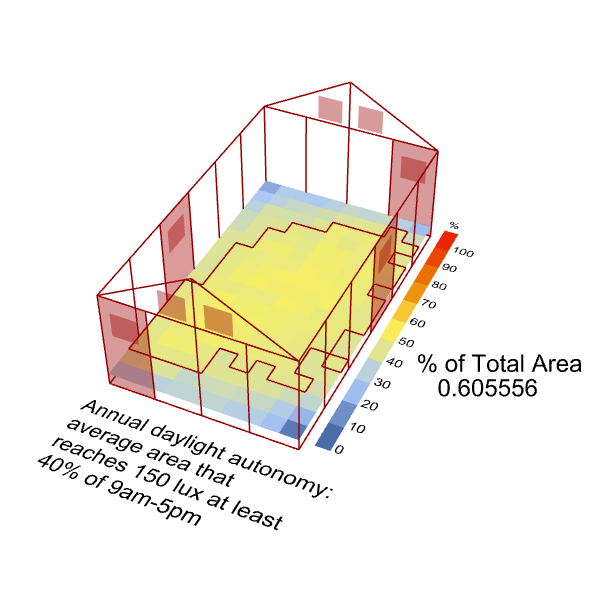 %
100
90
80
70
60
50
40
30
20
10
0
% of Total Area
0.605556
Annual daylight autonomy:
average area that
reaches 150 lux at least
40% of 9am-5pm